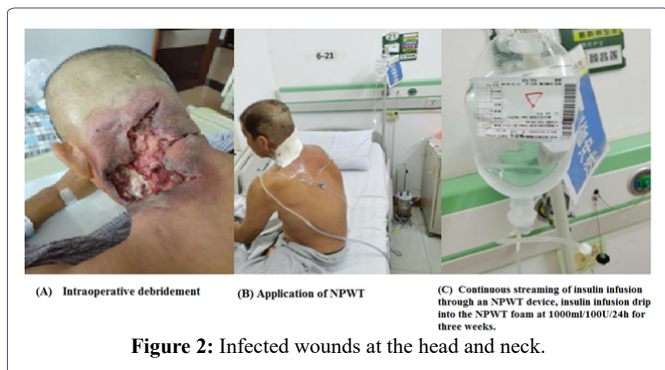 6-21
21
(A) Intraoperative debridement
(B) Application of NPWT
(C) Continuous streaming of insulin infusion
through an NPWT device, insulin infusion drip
into the NPWT foam at 1000ml/100U/24h for
three weeks.
Figure 2: Infected wounds at the head and neck.